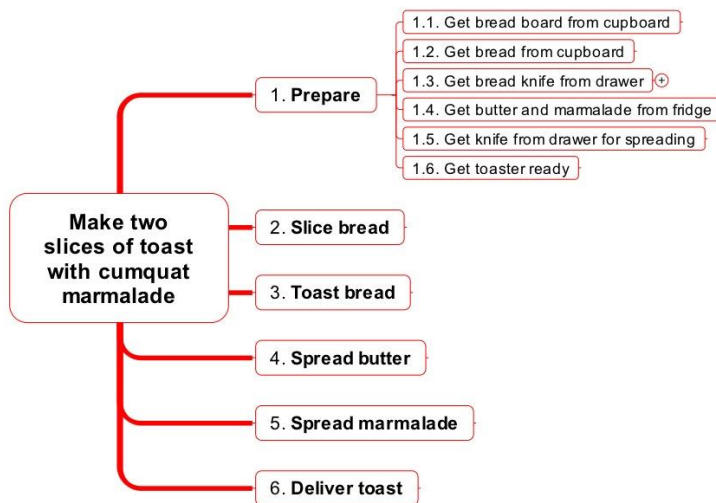 Make two
slices of toast
with cumquat
marmalade
1. Prepare
1.1. Get bread board from cupboard
1.2. Get bread from cupboard
1.3. Get bread knife from drawer
1.4. Get butter and marmalade from fridge
1.5. Get knife from drawer for spreading
1.6. Get toaster ready
2. Slice bread
3. Toast bread
4. Spread butter
5. Spread marmalade
6. Deliver toast